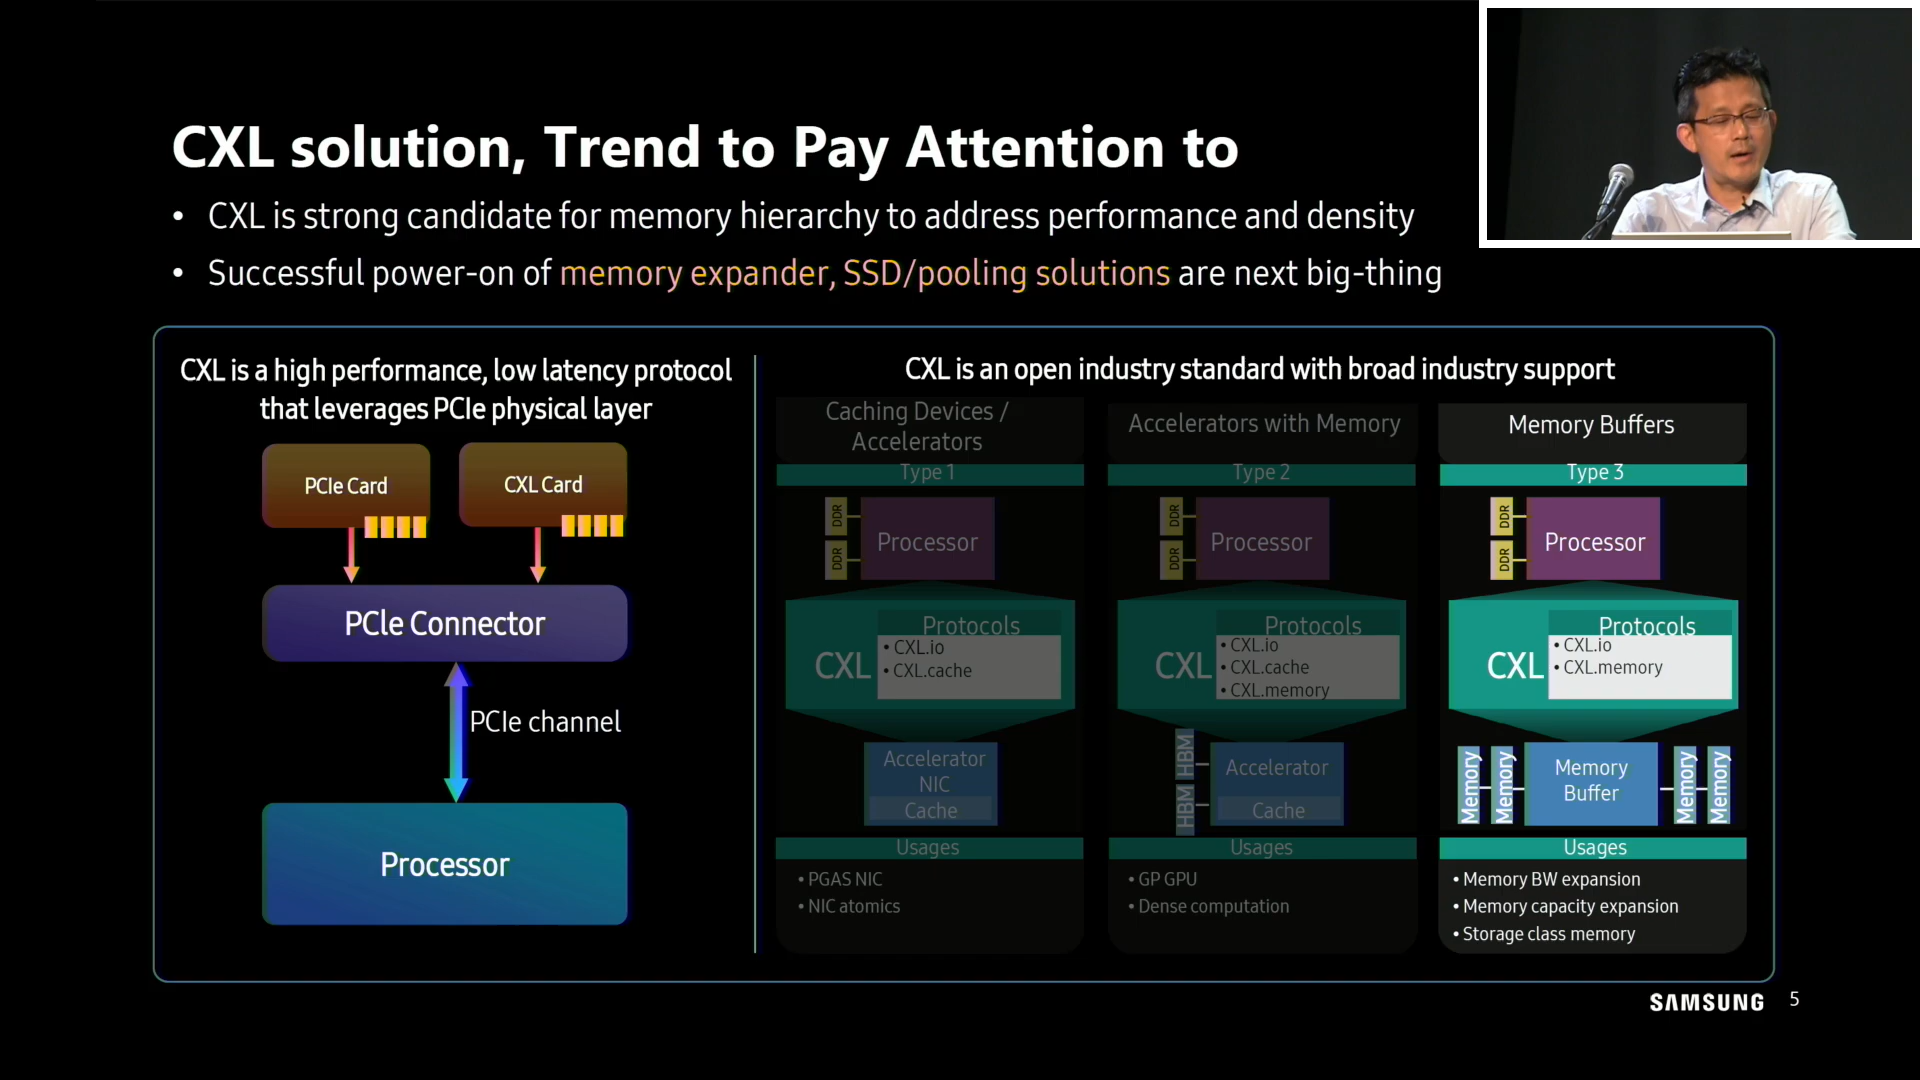 CXL solution, Trend to Pay Attention to
• CXL is strong candidate for memory hierarchy to address performance and density
• Successful power-on of memory expander, SSD/pooling solutions are next big-thing
CXL is a high performance, low latency protocol
that leverages PCIe physical layer
PCIe Card
CXL Card
PCle Connector
PCIe channel
Processor
CXL is an open industry standard with broad industry support
Caching Devices /
Accelerators
Type 1
DDR
DDR
Processor
CXL
Protocols
• CXL.io
• CXL.cache
Accelerator
NIC
Cache
Usages
• PGAS NIC
• NIC atomics
Accelerators with Memory
Type 2
DDR
DDR
Processor
CXL
Protocols
• CXL.io
• CXL.cache
• CXL.memory
HBM
HBM
Accelerator
Cache
Usages
• GP GPU
• Dense computation
Memory Buffers
Type 3
DDR
DDR
Processor
CXL
Protocols
• CXL.io
• CXL.memory
Memory
Memory
Memory
Buffer
Memory
Memory
Usages
• Memory BW expansion
• Memory capacity expansion
• Storage class memory
SAMSUNG
5